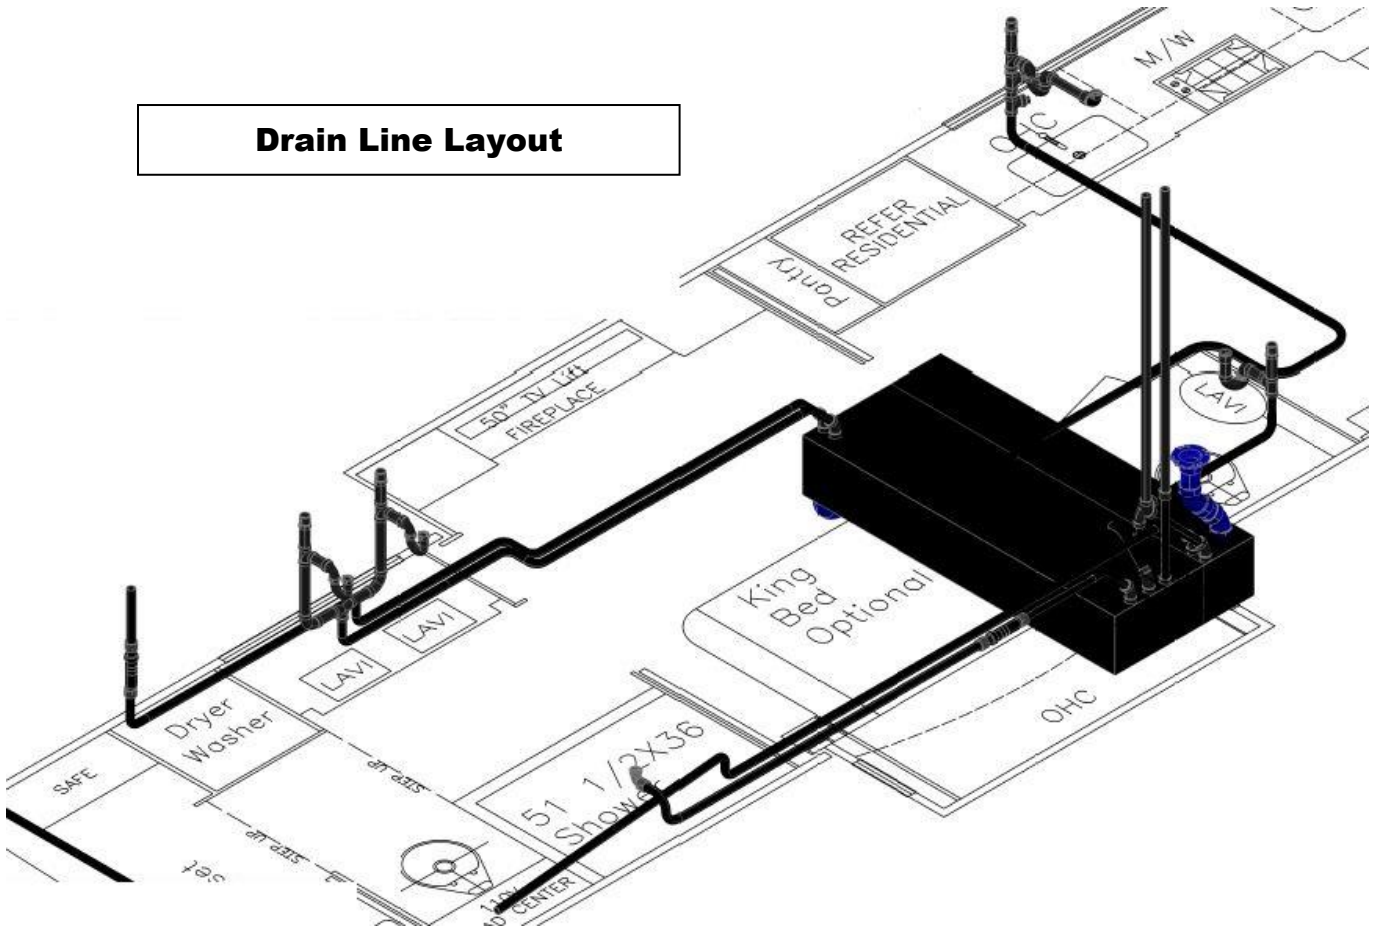 Drain Line Layout
M/W
REFER
RESIDENTIAL
Pantry
50" TV Lift
FIREPLACE
LAVI
King
Bed
Optional
LAVI
LAVI
OHC
Dryer
Washer
SAFE
STEP UP
51 1/2X36
Shower
STEP UP
110V
CENTER